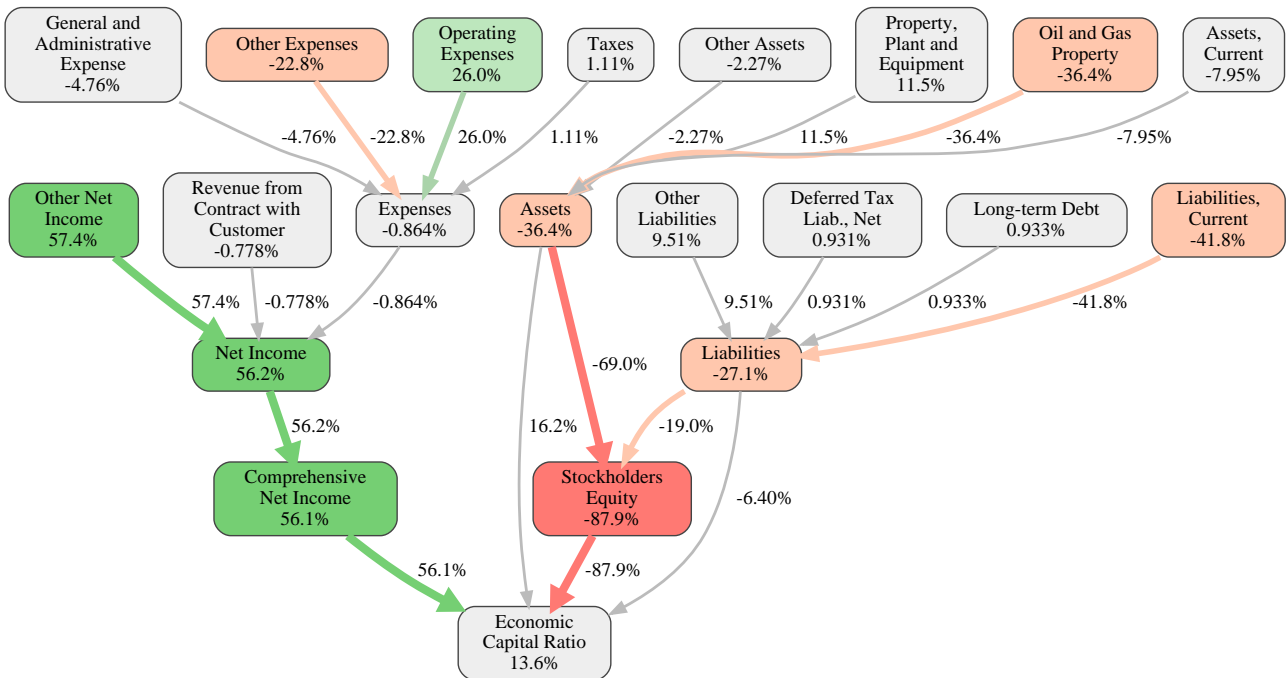 General and
Administrative
Expense
-4.76%
Other Expenses
-22.8%
Operating
Expenses
26.0%
Taxes
1.11%
Other Assets
-2.27%
Property,
Plant and
Equipment
11.5%
Oil and Gas
Property
-36.4%
Assets,
Current
-7.95%
-4.76%
-22.8%
26.0%
1.11%
-2.27%
11.5%
-36.4%
-7.95%
Other Net
Income
57.4%
Revenue from
Contract with
Customer
-0.778%
Expenses
-0.864%
Assets
-36.4%
Other
Liabilities
9.51%
Deferred Tax
Liab., Net
0.931%
Long-term Debt
0.933%
Liabilities,
Current
-41.8%
57.4%
-0.778%
-0.864%
9.51%
0.931%
0.933%
-41.8%
Net Income
56.2%
-69.0%
Liabilities
-27.1%
56.2%
16.2%
-19.0%
Comprehensive
Net Income
56.1%
Stockholders
Equity
-87.9%
-6.40%
56.1%
-87.9%
Economic
Capital Ratio
13.6%